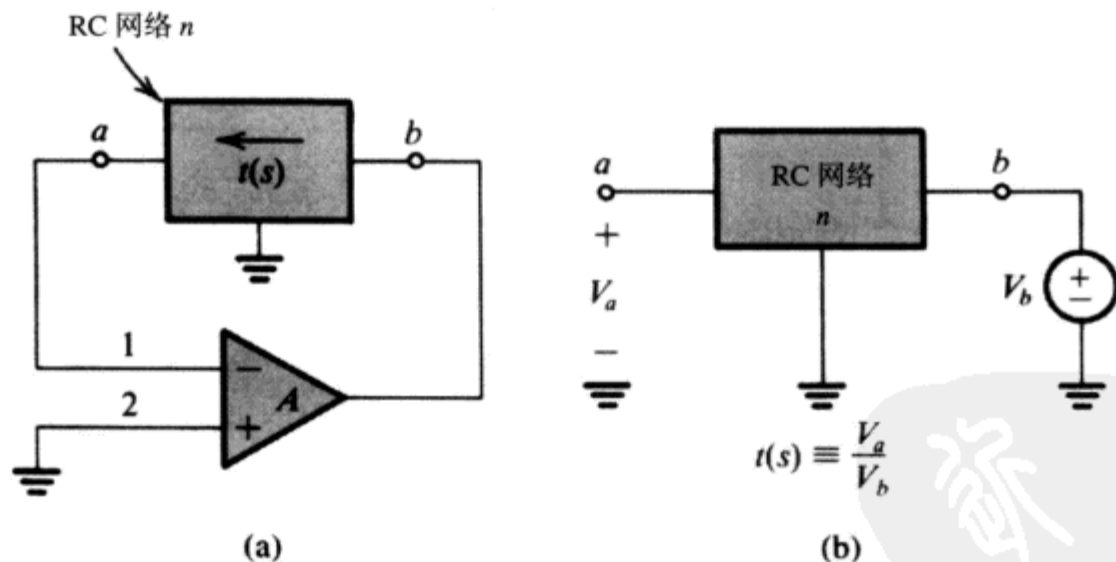 RC 网络 n
a
b
t(s)
1
2
−
+
A
(a)
a
RC 网络
n
b
+
V_a
−
V_b
+
−
t(s) ≡ V_a / V_b
(b)